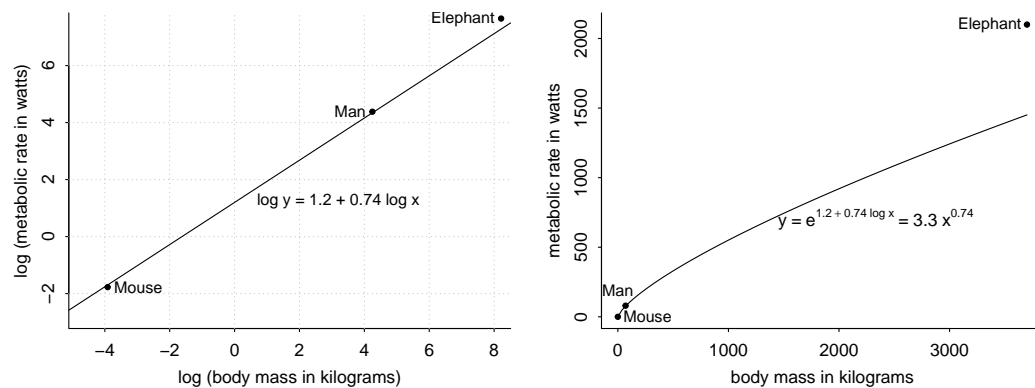 log (metabolic rate in watts)
6
4
2
0
−2
Elephant
Man
log y = 1.2 + 0.74 log x
Mouse
−4 −2 0 2 4 6 8
log (body mass in kilograms)
metabolic rate in watts
2000
1500
1000
500
0
Elephant
y = e^{1.2 + 0.74 log x} = 3.3 x^{0.74}
Man
Mouse
0 1000 2000 3000
body mass in kilograms